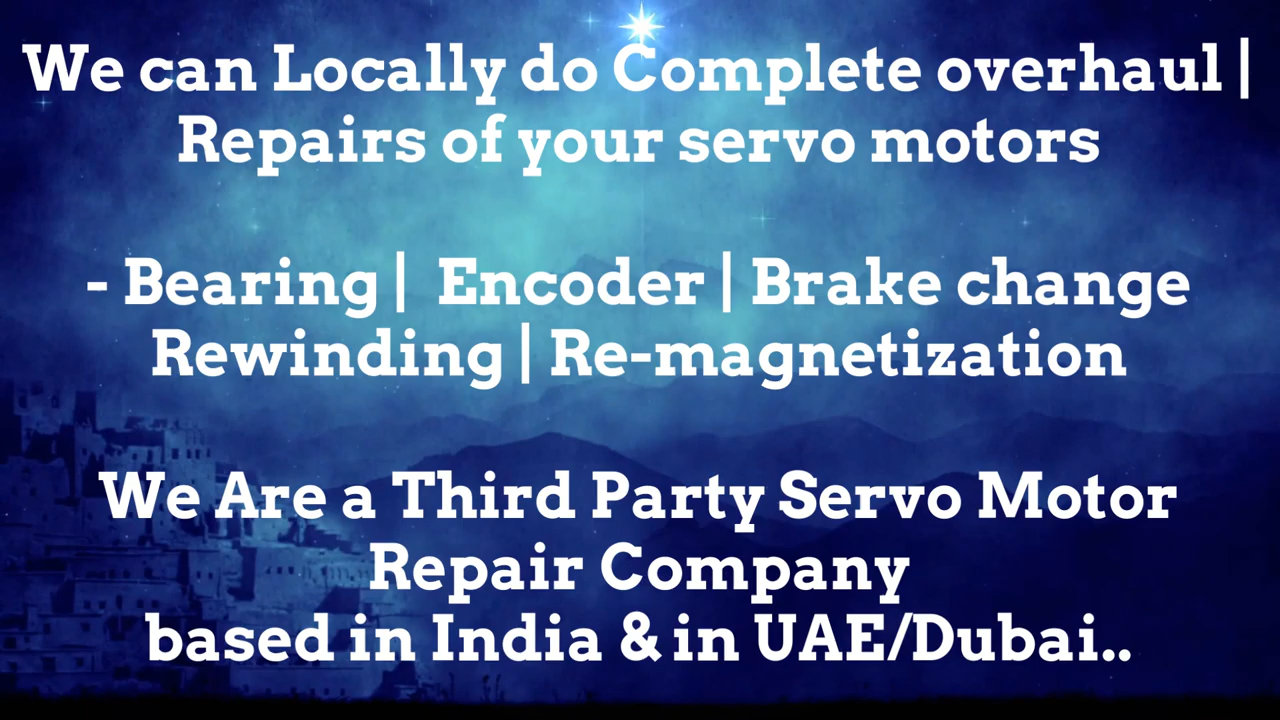 We can Locally do Complete overhaul |
Repairs of your servo motors
- Bearing | Encoder | Brake change
Rewinding | Re-magnetization
We Are a Third Party Servo Motor
Repair Company
based in India & in UAE/Dubai..